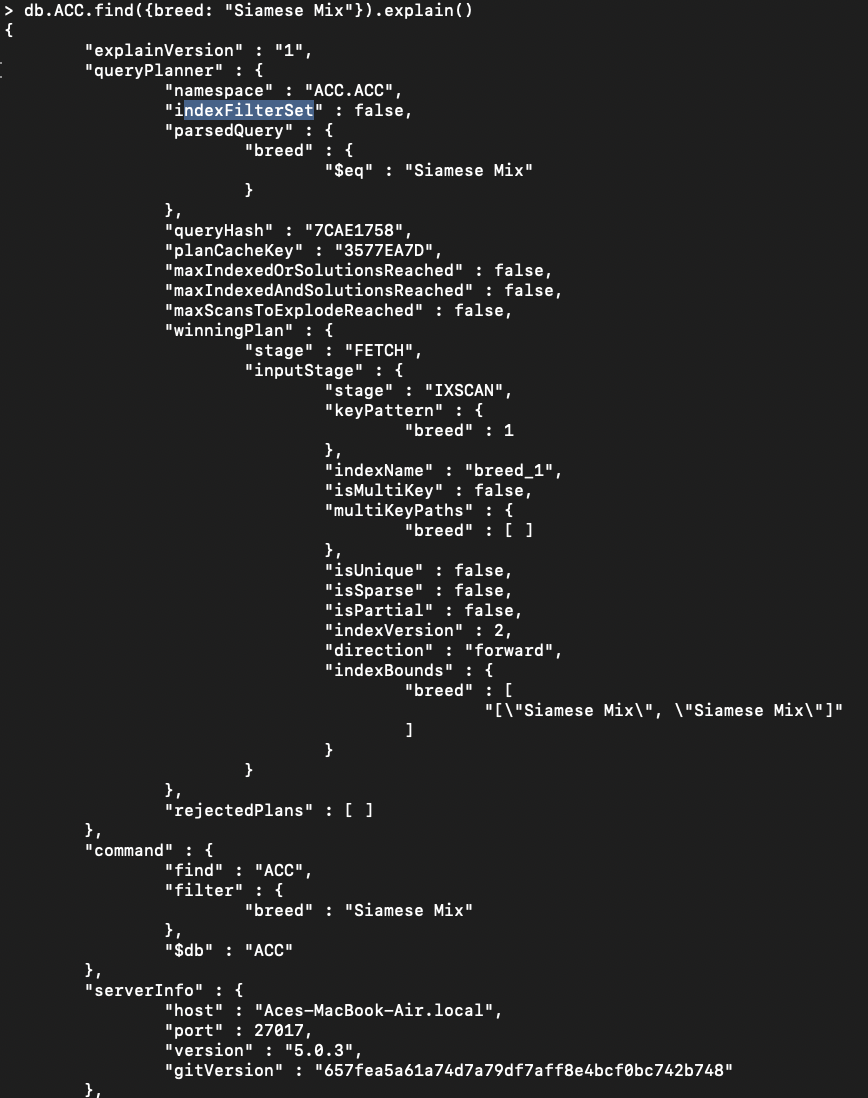 > db.ACC.find({breed: "Siamese Mix"}).explain()
{
        "explainVersion" : "1",
        "queryPlanner" : {
                "namespace" : "ACC.ACC",
                "indexFilterSet" : false,
                "parsedQuery" : {
                        "breed" : {
                                "$eq" : "Siamese Mix"
                        }
                },
                "queryHash" : "7CAE1758",
                "planCacheKey" : "3577EA7D",
                "maxIndexedOrSolutionsReached" : false,
                "maxIndexedAndSolutionsReached" : false,
                "maxScansToExplodeReached" : false,
                "winningPlan" : {
                        "stage" : "FETCH",
                        "inputStage" : {
                                "stage" : "IXSCAN",
                                "keyPattern" : {
                                        "breed" : 1
                                },
                                "indexName" : "breed_1",
                                "isMultiKey" : false,
                                "multiKeyPaths" : {
                                        "breed" : [ ]
                                },
                                "isUnique" : false,
                                "isSparse" : false,
                                "isPartial" : false,
                                "indexVersion" : 2,
                                "direction" : "forward",
                                "indexBounds" : {
                                        "breed" : [
                                                "[\"Siamese Mix\", \"Siamese Mix\"]"
                                        ]
                                }
                        }
                },
                "rejectedPlans" : [ ]
        },
        "command" : {
                "find" : "ACC",
                "filter" : {
                        "breed" : "Siamese Mix"
                },
                "$db" : "ACC"
        },
        "serverInfo" : {
                "host" : "Aces-MacBook-Air.local",
                "port" : 27017,
                "version" : "5.0.3",
                "gitVersion" : "657fea5a61a74d7a79df7aff8e4bcf0bc742b748"
        },